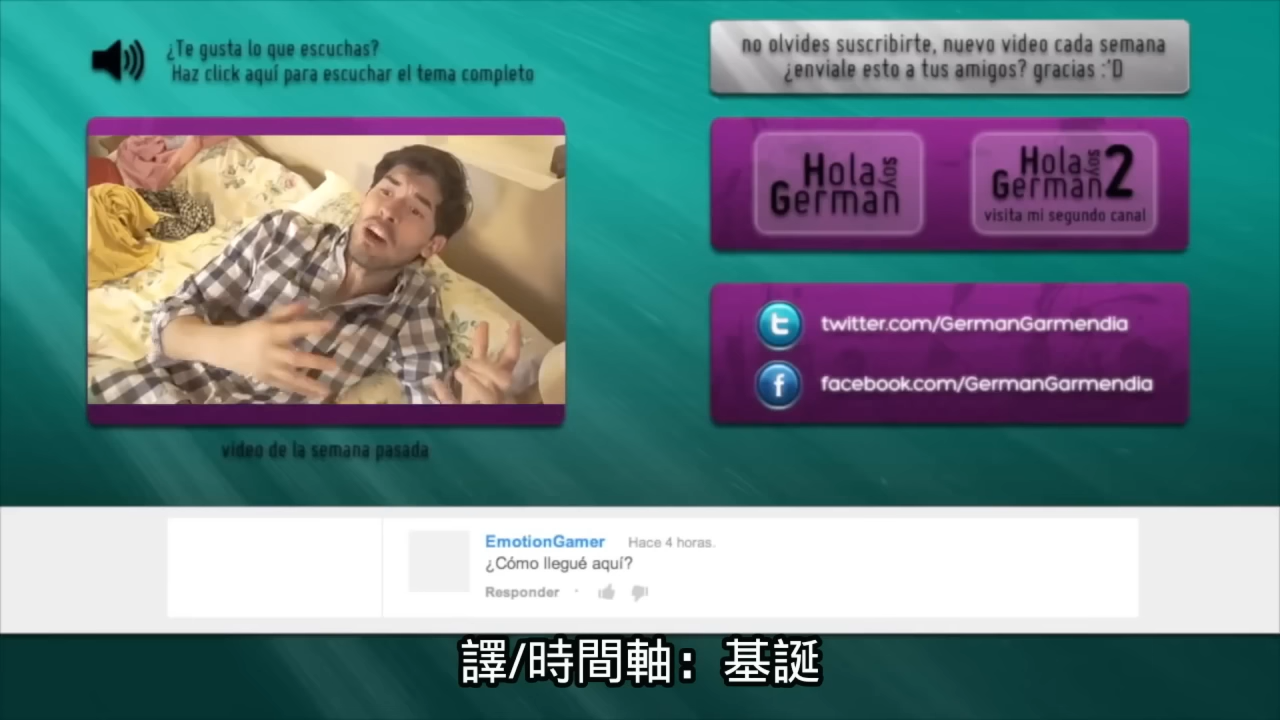 ¿Te gusta lo que escuchas?
Haz click aquí para escuchar el tema completo
no olvides suscribirte, nuevo video cada semana
¿enviale esto a tus amigos? gracias :'D
Hola soy
German
Hola soy
German 2
visita mi segundo canal
twitter.com/GermanGarmendia
facebook.com/GermanGarmendia
video de la semana pasada
EmotionGamer Hace 4 horas.
¿Cómo llegué aquí?
Responder ·
譯/時間軸：基誕